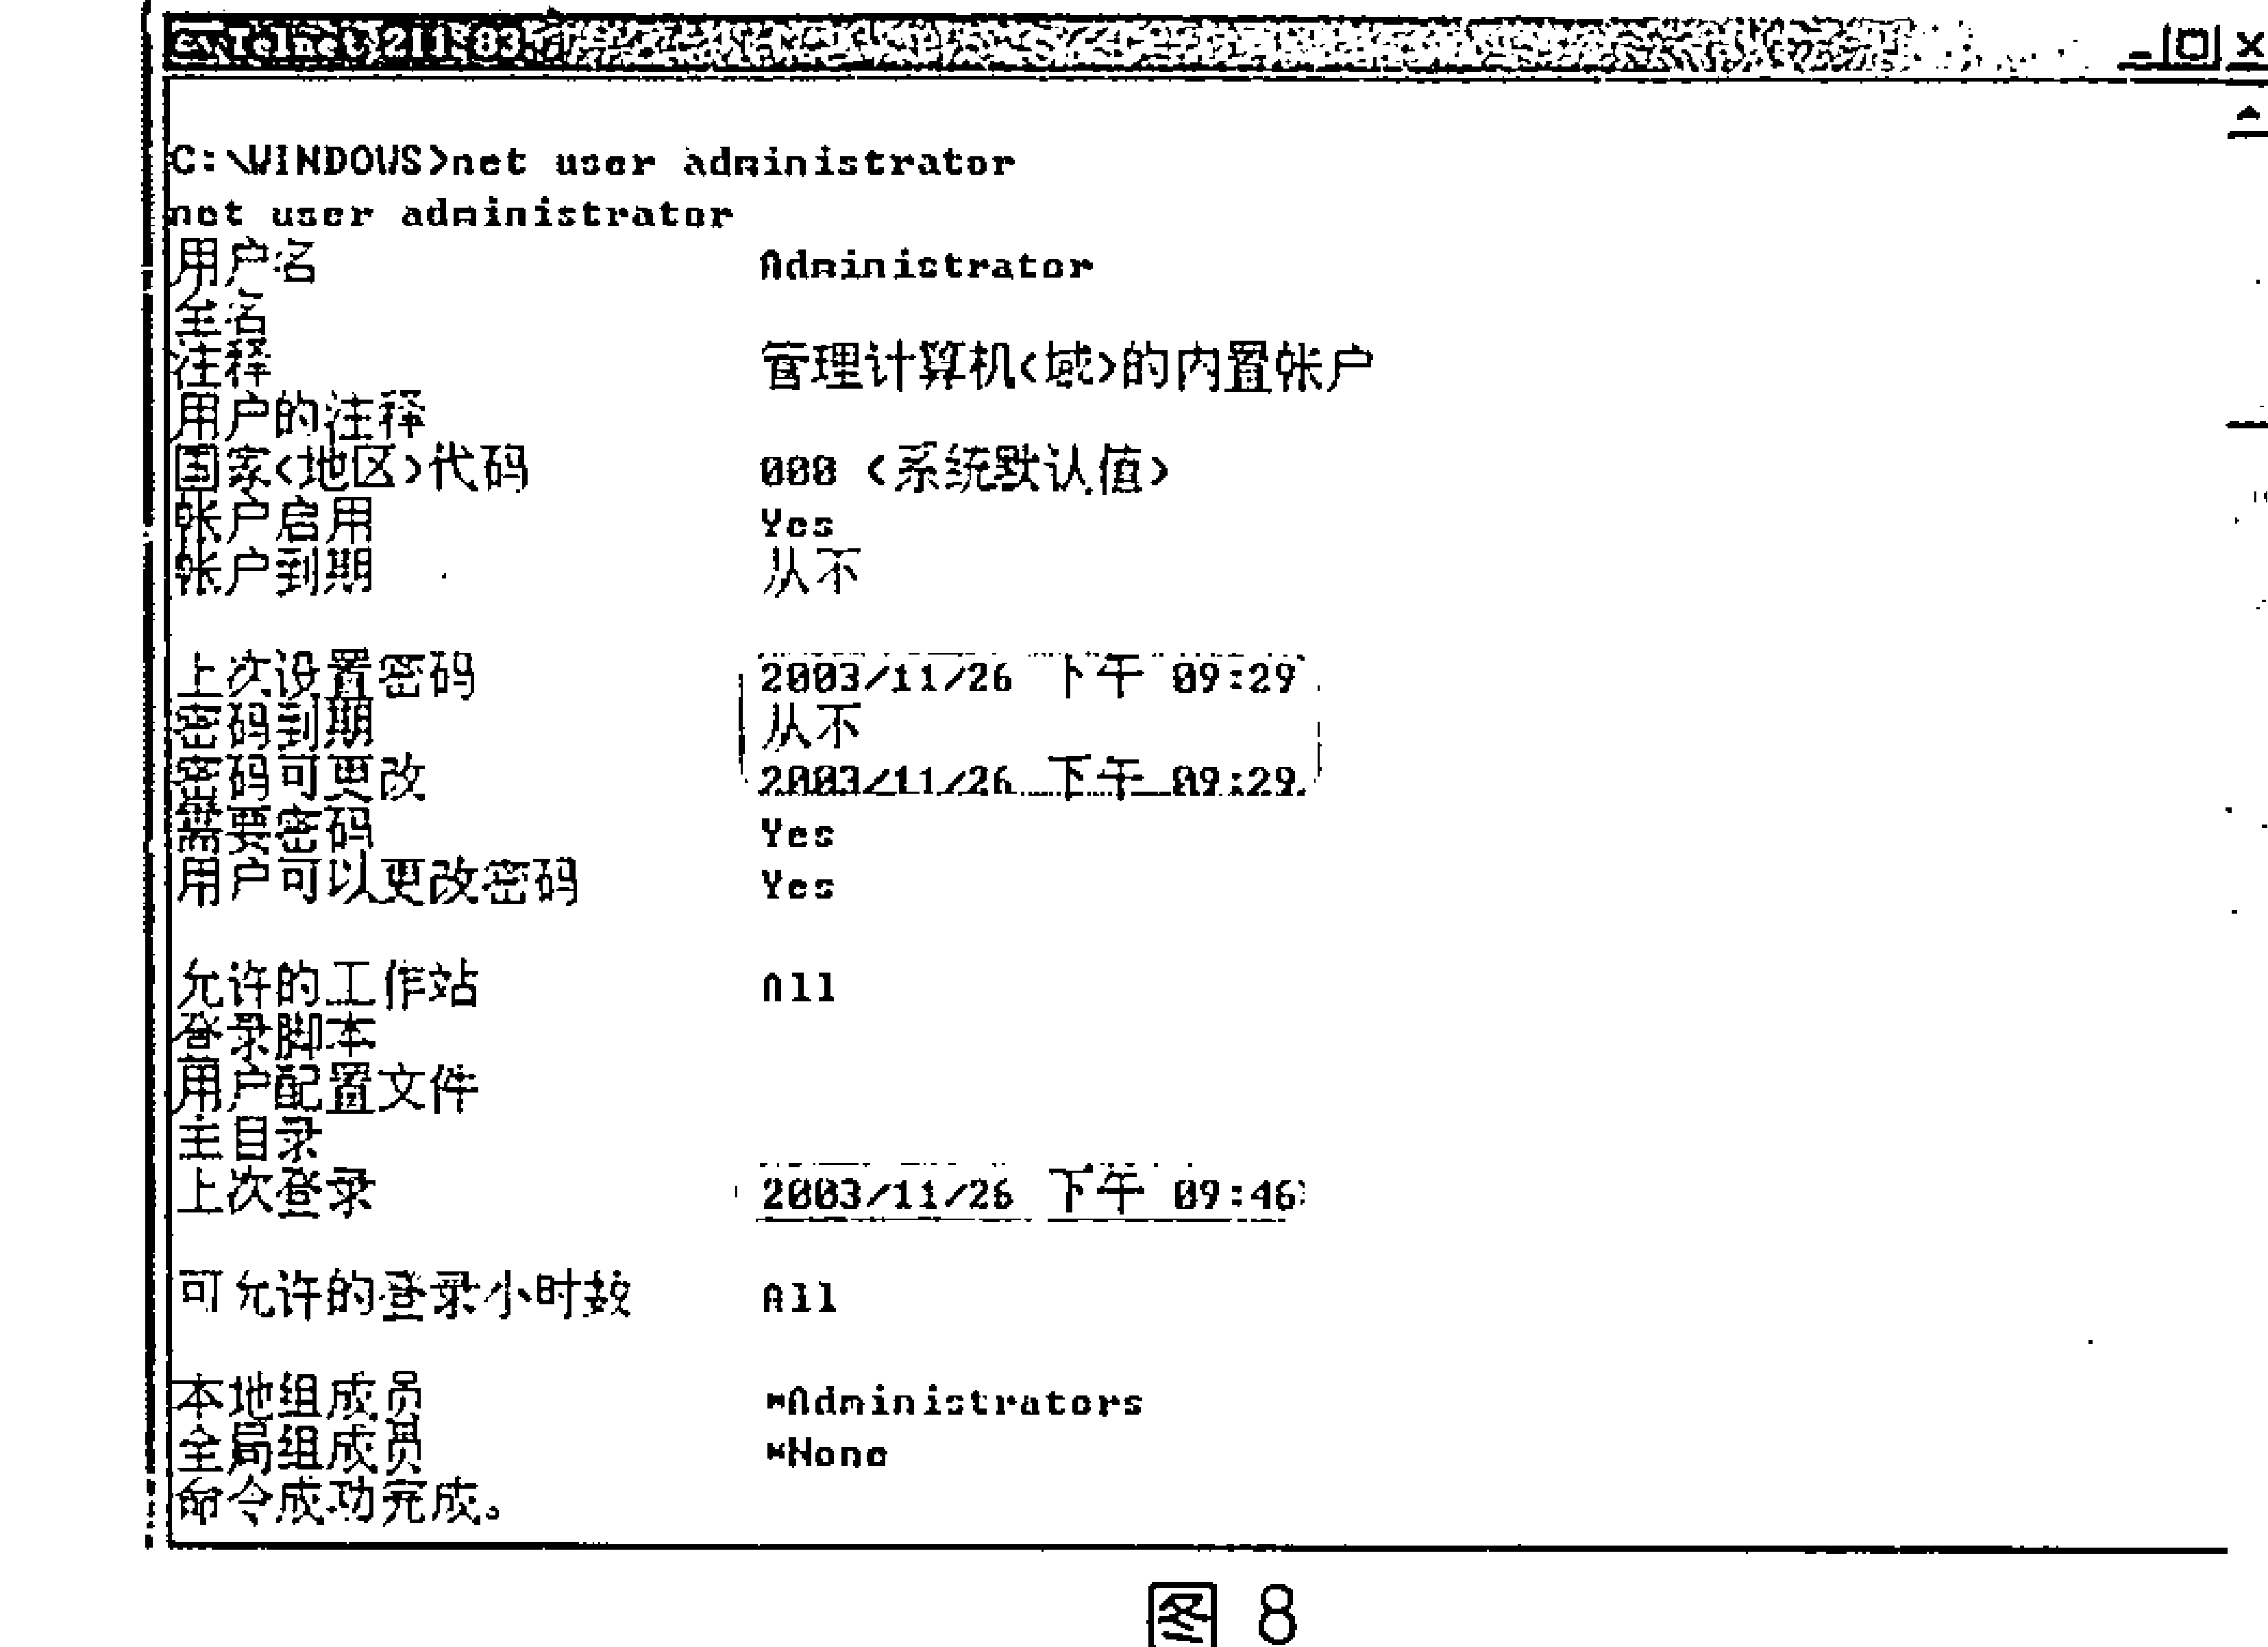 Telnet 211.83.
C:\WINDOWS>net user administrator
net user administrator
用户名 Administrator
全名
注释 管理计算机(域)的内置帐户
用户的注释
国家(地区)代码 000 (系统默认值)
帐户启用 Yes
帐户到期 从不
上次设置密码 2003/11/26 下午 09:29
密码到期 从不
密码可更改 2003/11/26 下午 09:29
需要密码 Yes
用户可以更改密码 Yes
允许的工作站 All
登录脚本
用户配置文件
主目录
上次登录 2003/11/26 下午 09:46
可允许的登录小时数 All
本地组成员 *Administrators
全局组成员 *None
命令成功完成。
图 8